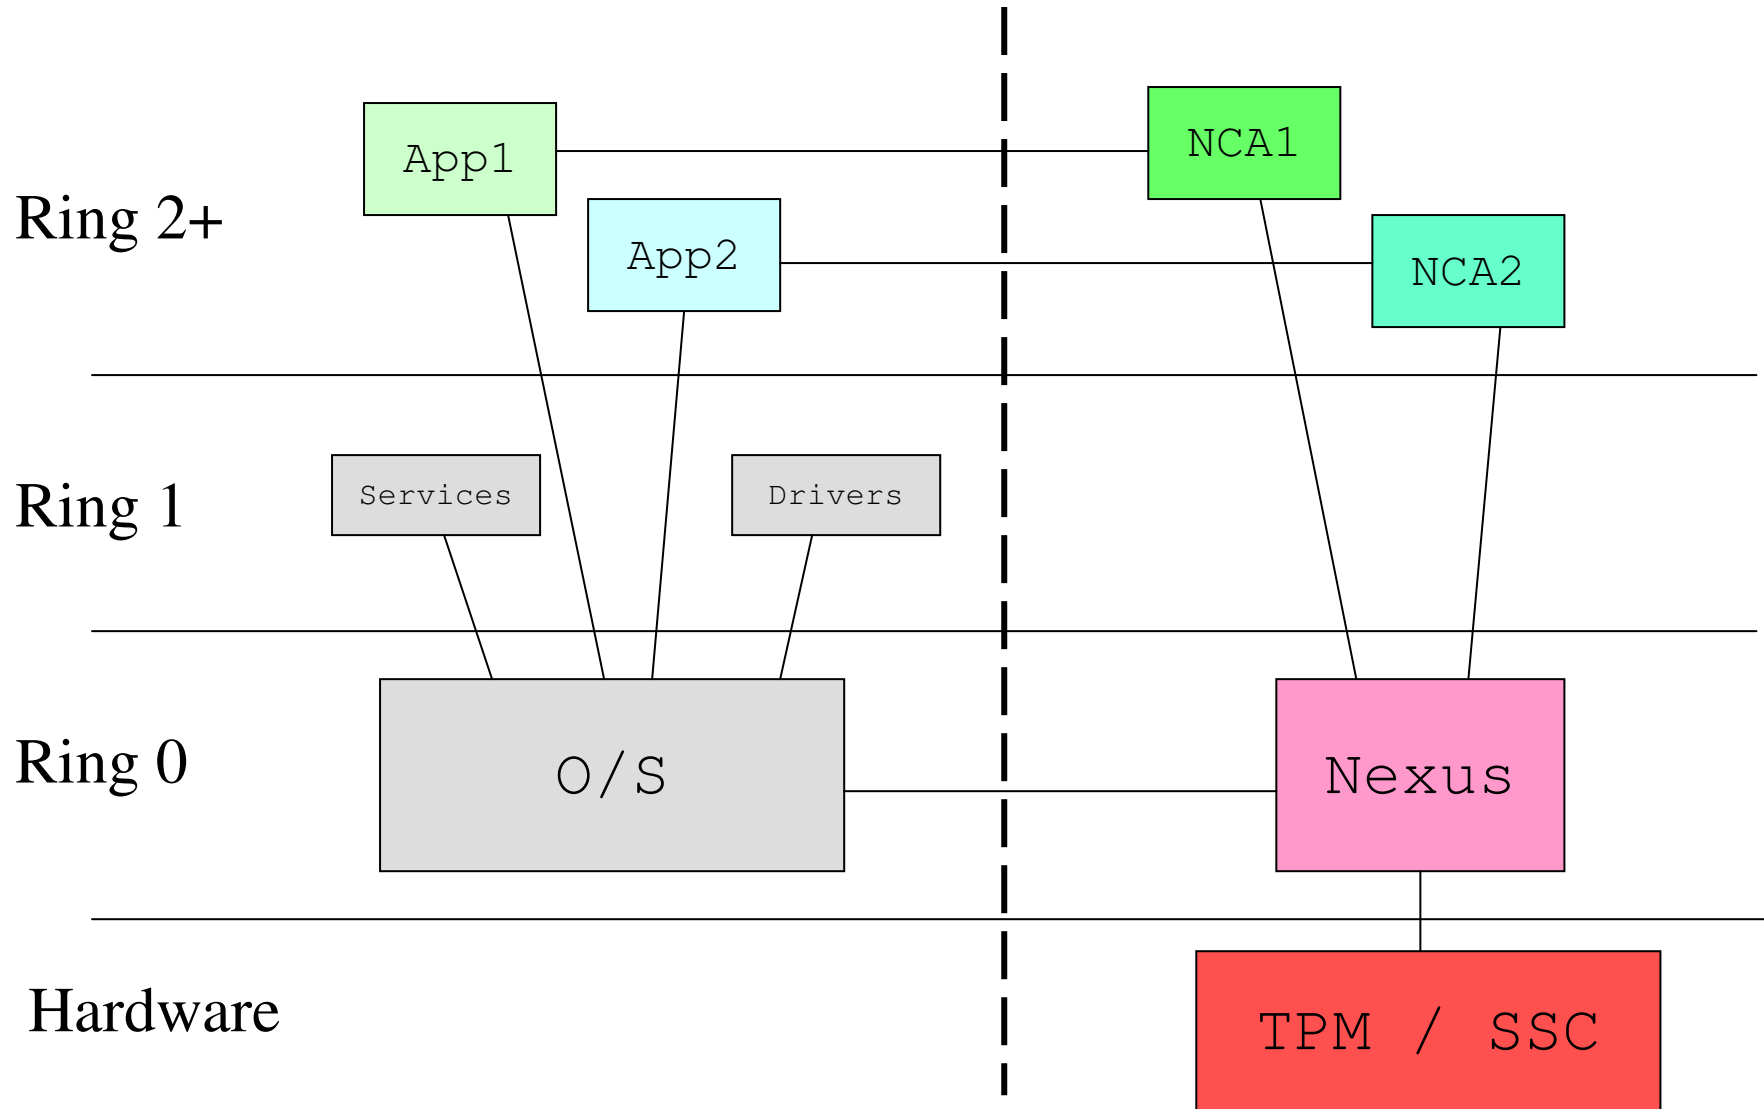 App1
NCA1
Ring 2+
App2
NCA2
Services
Drivers
Ring 1
Ring 0
O/S
Nexus
Hardware
TPM / SSC